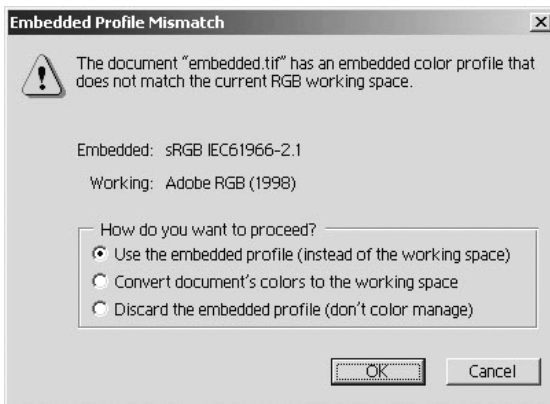 Embedded Profile Mismatch
The document "embedded.tif" has an embedded color profile that
does not match the current RGB working space.
Embedded: sRGB IEC61966-2.1
Working: Adobe RGB (1998)
How do you want to proceed?
Use the embedded profile (instead of the working space)
Convert document's colors to the working space
Discard the embedded profile (don't color manage)
OK Cancel